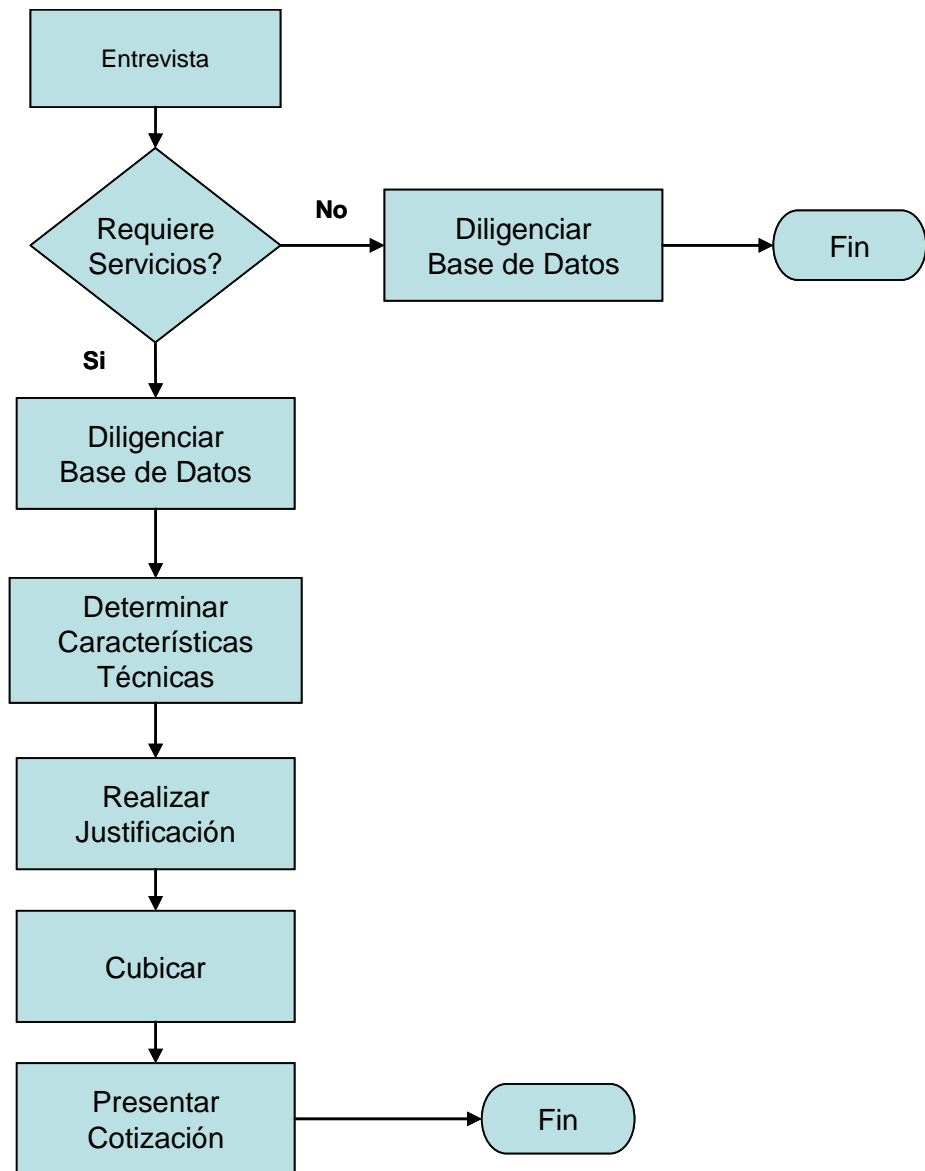 Entrevista
Requiere
Servicios?
No
Diligenciar
Base de Datos
Fin
Si
Diligenciar
Base de Datos
Determinar
Característícas
Técnicas
Realizar
Justificación
Cubicar
Presentar
Cotización
Fin